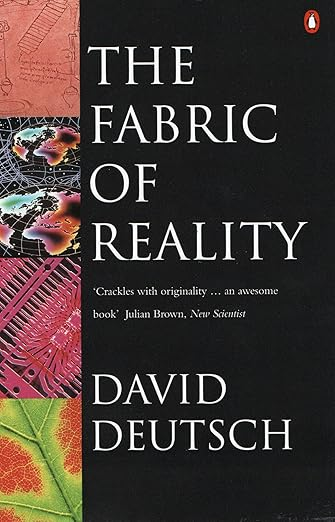 THE
FABRIC
OF
REALITY
‘Crackles with originality ... an awesome
book’ Julian Brown, New Scientist
DAVID
DEUTSCH